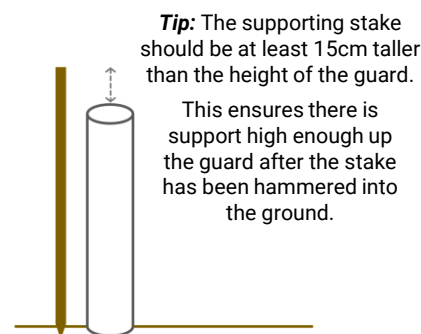 Tip: The supporting stake
should be at least 15cm taller
than the height of the guard.
This ensures there is
support high enough up
the guard after the stake
has been hammered into
the ground.